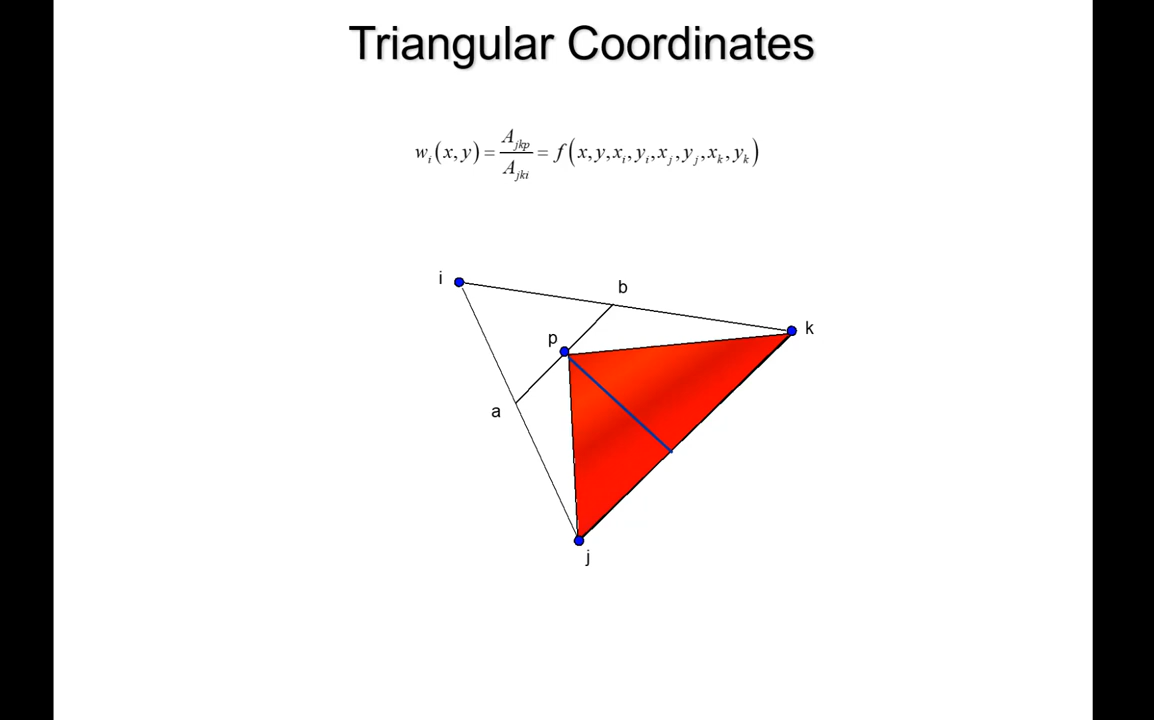 Triangular Coordinates
w_i(x,y) = A_jkp / A_jki = f(x,y,x_i,y_i,x_j,y_j,x_k,y_k)
i
b
k
p
a
j